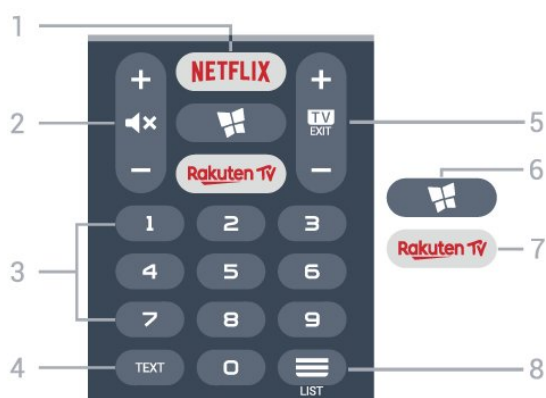 1
NETFLIX
+ +
2
TV
EXIT
5
- -
6
Rakuten TV
Rakuten TV
7
1 2 3
3
4 5 6
7 8 9
4
TEXT 0
8
LIST